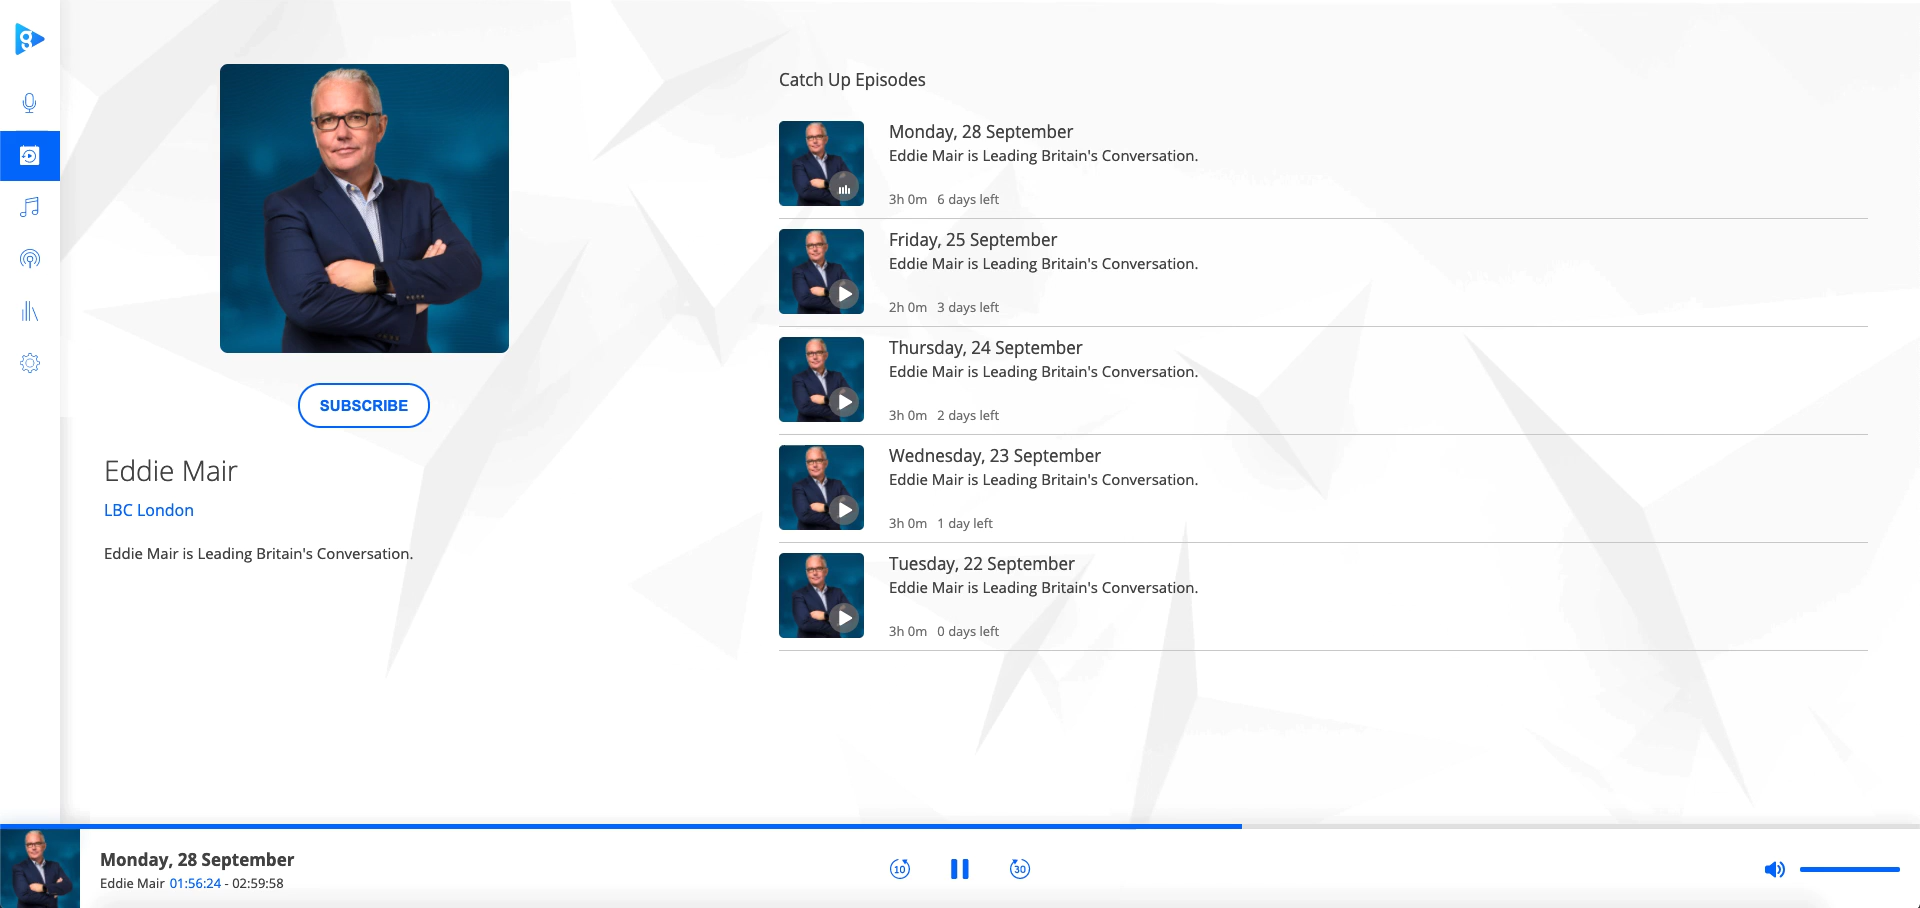 g
SUBSCRIBE
Eddie Mair
LBC London
Eddie Mair is Leading Britain's Conversation.
Catch Up Episodes
Monday, 28 September
Eddie Mair is Leading Britain's Conversation.
3h 0m 6 days left
Friday, 25 September
Eddie Mair is Leading Britain's Conversation.
2h 0m 3 days left
Thursday, 24 September
Eddie Mair is Leading Britain's Conversation.
3h 0m 2 days left
Wednesday, 23 September
Eddie Mair is Leading Britain's Conversation.
3h 0m 1 day left
Tuesday, 22 September
Eddie Mair is Leading Britain's Conversation.
3h 0m 0 days left
Monday, 28 September
Eddie Mair 01:56:24 - 02:59:58
10
30